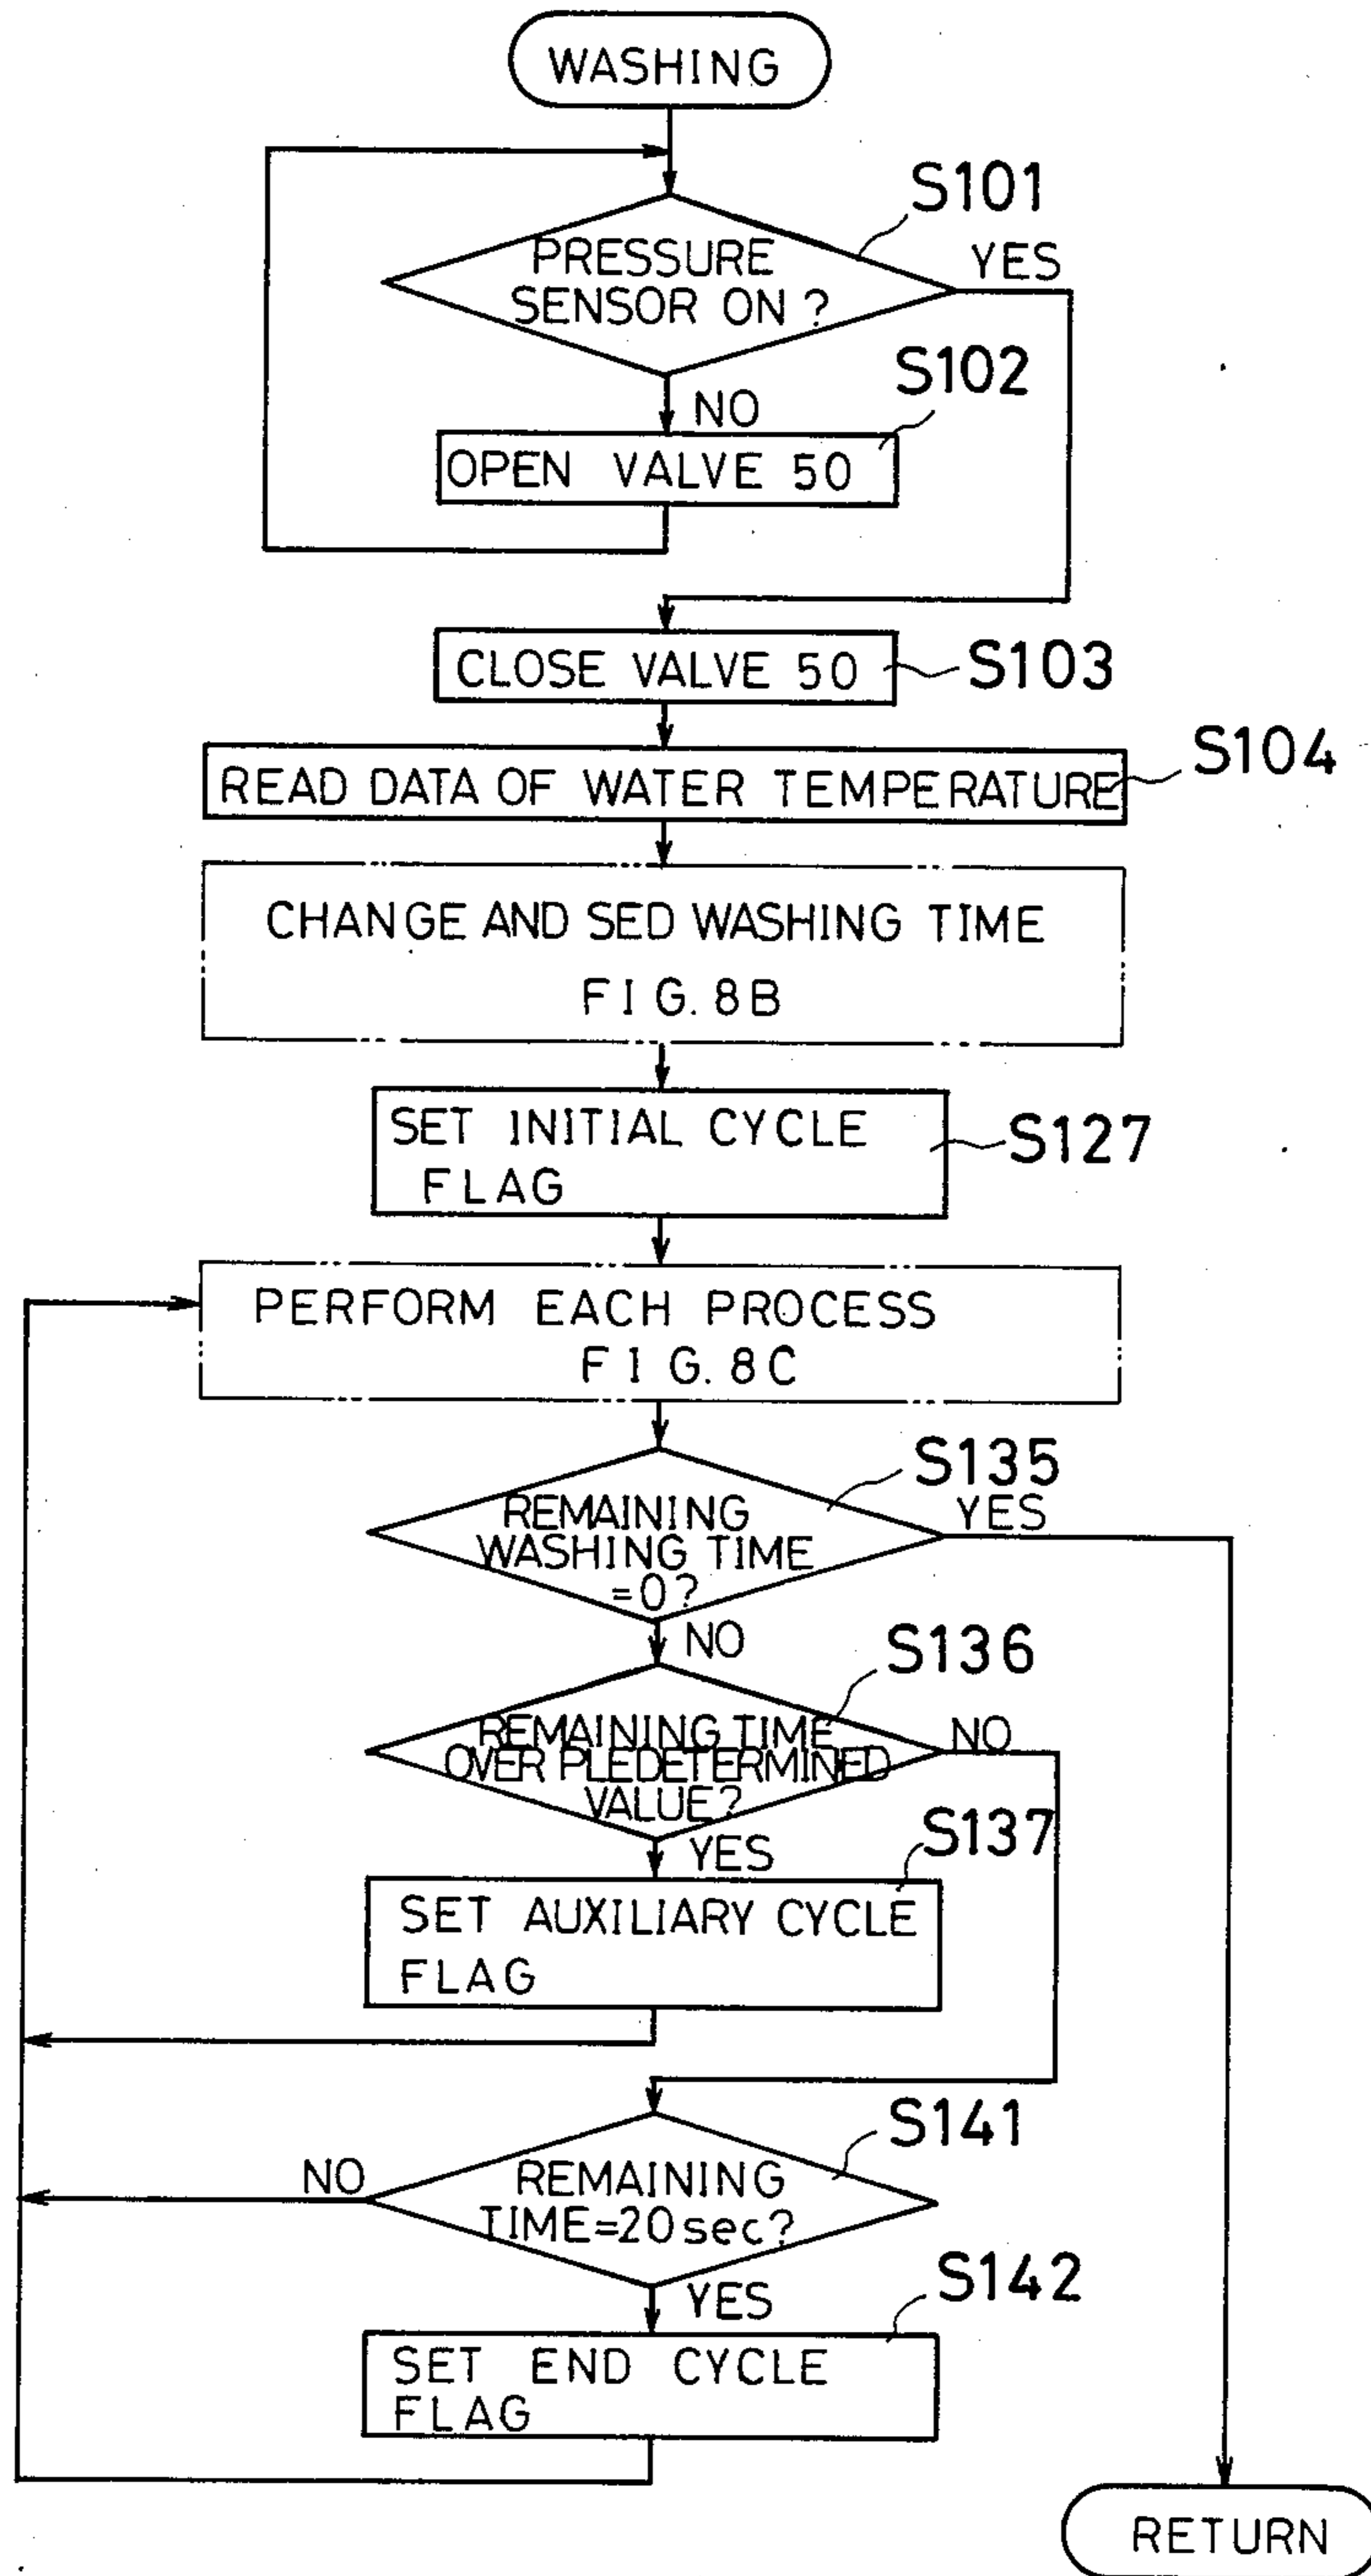 WASHING
S101
PRESSURE
SENSOR ON ?
YES
S102
NO
OPEN VALVE 50
CLOSE VALVE 50
S103
S104
READ DATA OF WATER TEMPERATURE
CHANGE AND SED WASHING TIME
FIG. 8B
SET INITIAL CYCLE
FLAG
S127
PERFORM EACH PROCESS
FIG. 8C
S135
REMAINING
WASHING TIME
=0?
YES
NO
S136
REMAINING TIME
OVER PLEDETERMINED
VALUE?
NO
YES
S137
SET AUXILIARY CYCLE
FLAG
S141
NO
REMAINING
TIME=20sec?
YES
S142
SET END CYCLE
FLAG
RETURN